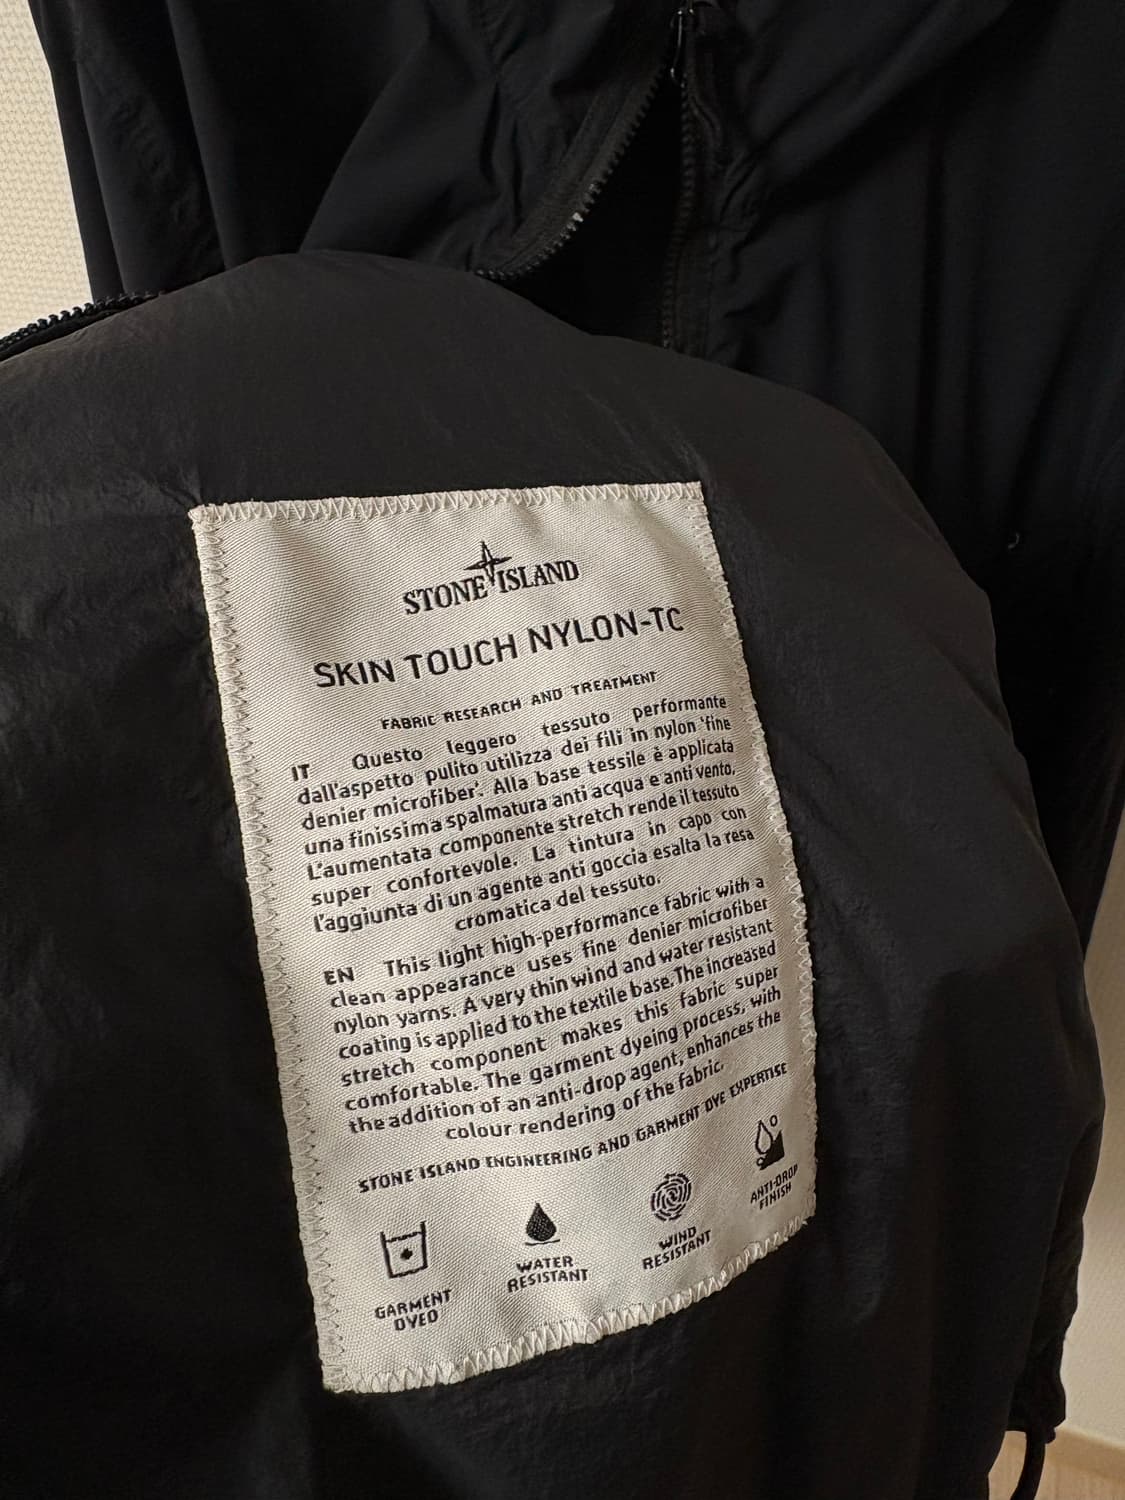 STONE ISLAND
SKIN TOUCH NYLON-TC
FABRIC RESEARCH AND TREATMENT
IT Questo leggero tessuto performante
dall'aspetto pulito utilizza dei fili in nylon 'fine
denier microfiber'. Alla base tessile è applicata
una finissima spalmatura anti acqua e anti vento.
L'aumentata componente stretch rende il tessuto
super confortevole. La tintura in capo con
l'aggiunta di un agente anti goccia esalta la resa
cromatica del tessuto.
EN This light high-performance fabric with a
clean appearance uses fine denier microfiber
nylon yarns. A very thin wind and water resistant
coating is applied to the textile base. The increased
stretch component makes this fabric super
comfortable. The garment dyeing process, with
the addition of an anti-drop agent, enhances the
colour rendering of the fabric.
STONE ISLAND ENGINEERING AND GARMENT DYE EXPERTISE
GARMENT
DYED
WATER
RESISTANT
WIND
RESISTANT
ANTI-DROP
FINISH